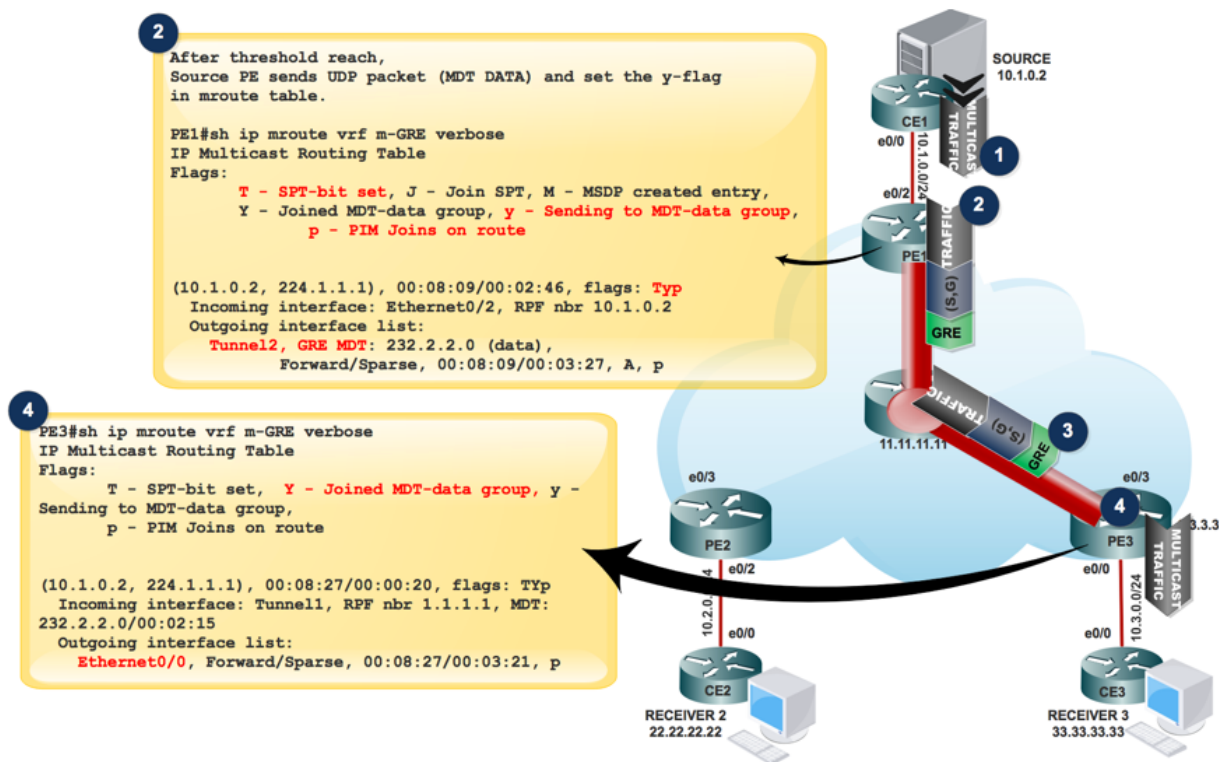 2
After threshold reach,
Source PE sends UDP packet (MDT DATA) and set the y-flag
in mroute table.
PE1#sh ip mroute vrf m-GRE verbose
IP Multicast Routing Table
Flags:
T - SPT-bit set, J - Join SPT, M - MSDP created entry,
Y - Joined MDT-data group, y - Sending to MDT-data group,
p - PIM Joins on route
(10.1.0.2, 224.1.1.1), 00:08:09/00:02:46, flags: Typ
Incoming interface: Ethernet0/2, RPF nbr 10.1.0.2
Outgoing interface list:
Tunnel2, GRE MDT: 232.2.2.0 (data),
Forward/Sparse, 00:08:09/00:03:27, A, p
SOURCE
10.1.0.2
CE1
MULTICAST
TRAFFIC
1
e0/0
10.1.0.0/24
e0/2
2
PE1
TRAFFIC
(S,G)
GRE
4
PE3#sh ip mroute vrf m-GRE verbose
IP Multicast Routing Table
Flags:
T - SPT-bit set, Y - Joined MDT-data group, y -
Sending to MDT-data group,
p - PIM Joins on route
(10.1.0.2, 224.1.1.1), 00:08:27/00:00:20, flags: TYp
Incoming interface: Tunnel1, RPF nbr 1.1.1.1, MDT:
232.2.2.0/00:02:15
Outgoing interface list:
Ethernet0/0, Forward/Sparse, 00:08:27/00:03:21, p
TRAFFIC
(S,G)
GRE
3
11.11.11.11
e0/3
PE2
e0/2
10.2.0.
4
e0/0
CE2
RECEIVER 2
22.22.22.22
e0/3
4
3.3.3
PE3
MULTICAST
TRAFFIC
e0/0
10.3.0.0/24
e0/0
CE3
RECEIVER 3
33.33.33.33